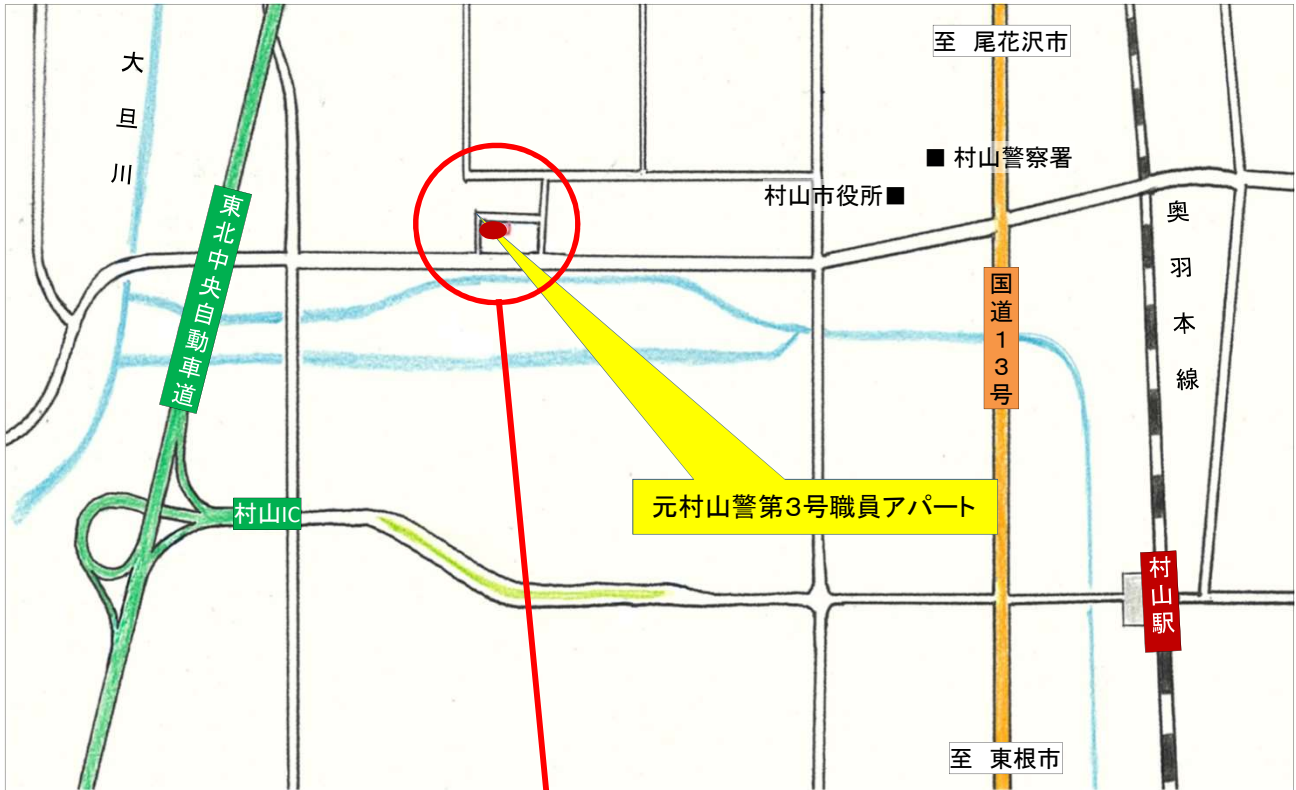 至 尾花沢市
大旦川
■ 村山警察署
村山市役所■
東北中央自動車道
奥羽本線
国道13号
元村山警第3号職員アパート
村山IC
村山駅
至 東根市